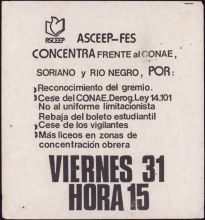 ASCEEP ASCEEP-FES
CONCENTRA FRENTE al CONAE,
SORIANO y RIO NEGRO, POR:
Reconocimiento del gremio.
Cese del CONAE, Derog. Ley 14.101
No al uniforme limitacionista
Rebaja del boleto estudiantil
Cese de los vigilantes
Más liceos en zonas de
concentración obrera
VIERNES 31
HORA 15